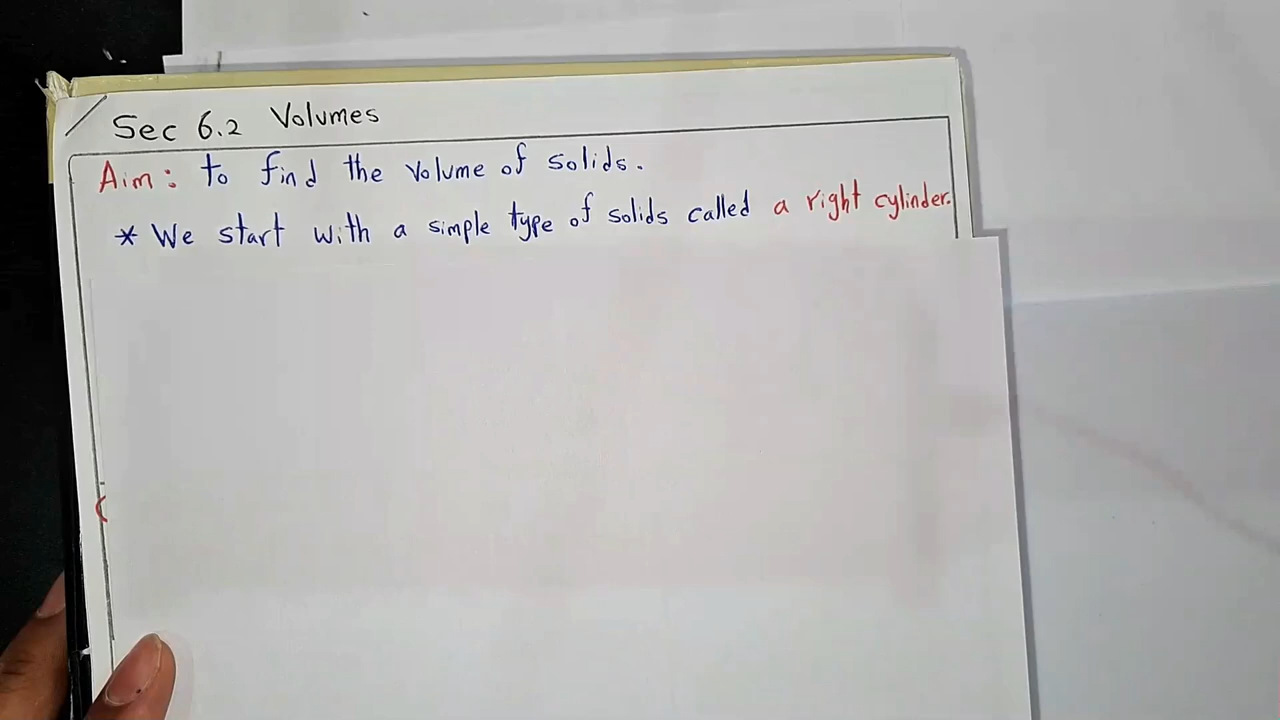 Sec 6.2 Volumes
Aim: to find the volume of solids.
* We start with a simple type of solids called a right cylinder.